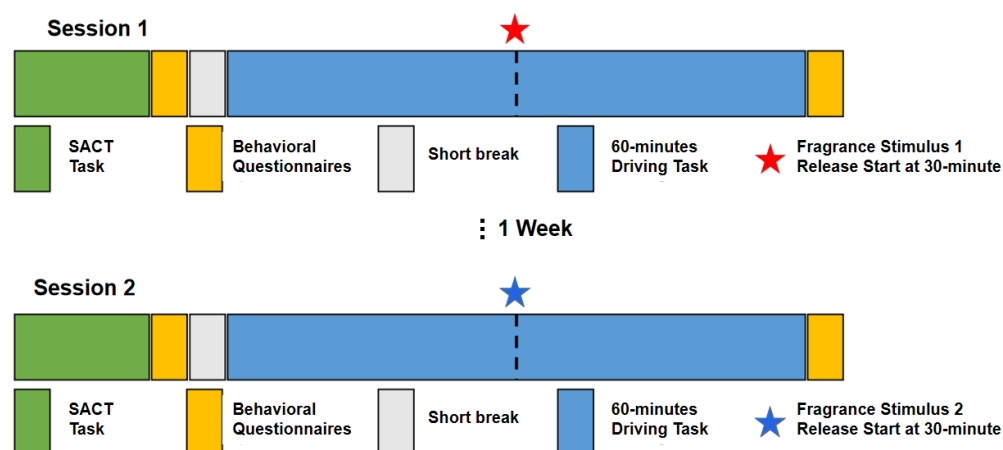 Session 1
SACT
Task
Behavioral
Questionnaires
Short break
60-minutes
Driving Task
Fragrance Stimulus 1
Release Start at 30-minute
1 Week
Session 2
SACT
Task
Behavioral
Questionnaires
Short break
60-minutes
Driving Task
Fragrance Stimulus 2
Release Start at 30-minute